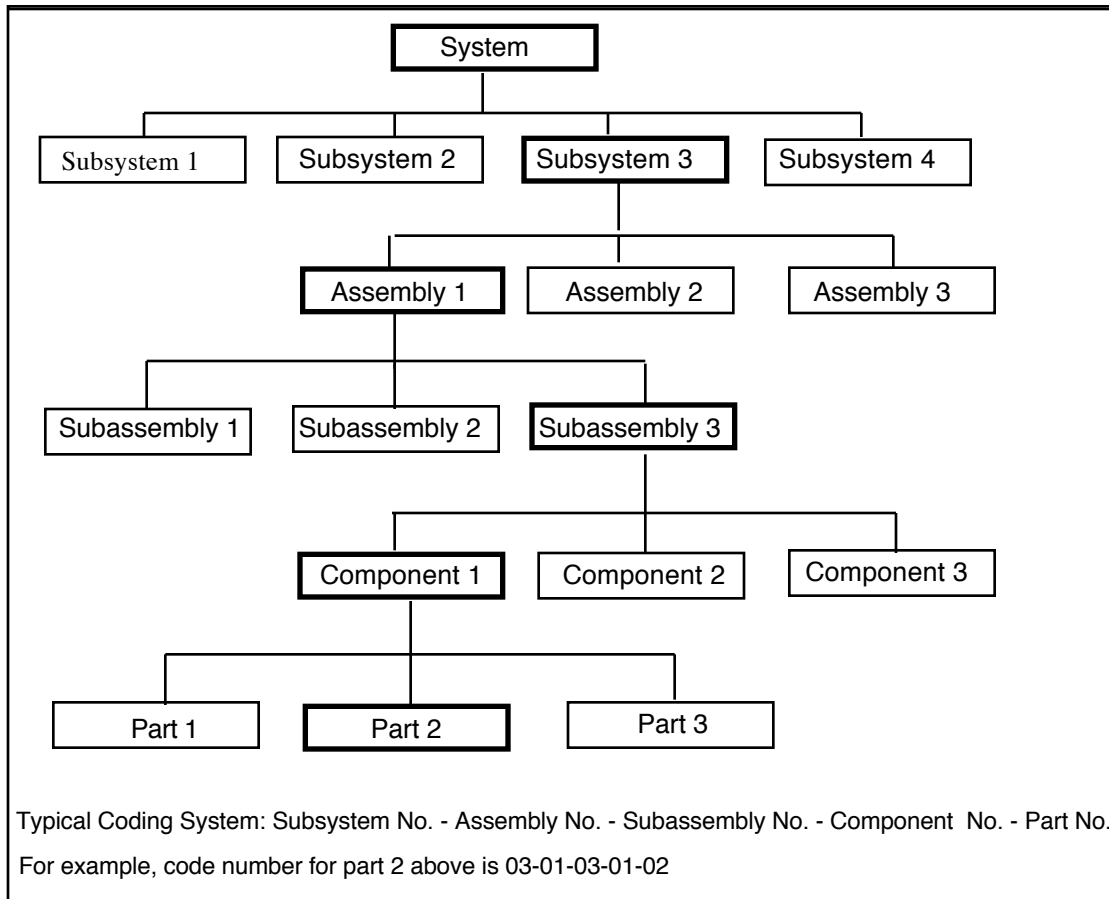 System
Subsystem 1 Subsystem 2 Subsystem 3 Subsystem 4
Assembly 1 Assembly 2 Assembly 3
Subassembly 1 Subassembly 2 Subassembly 3
Component 1 Component 2 Component 3
Part 1 Part 2 Part 3
Typical Coding System: Subsystem No. - Assembly No. - Subassembly No. - Component No. - Part No.
For example, code number for part 2 above is 03-01-03-01-02